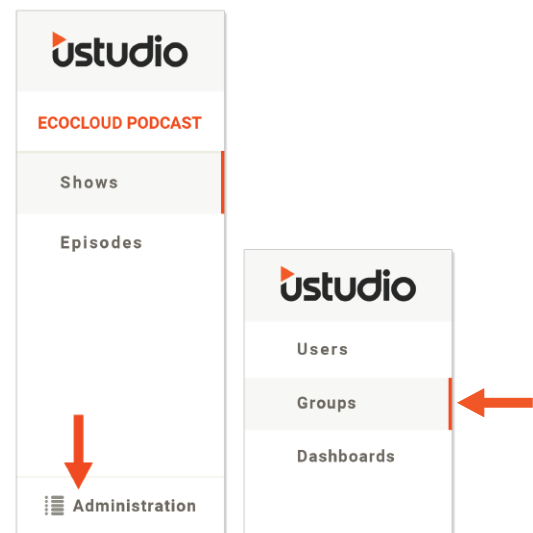 ustudio
ECOCLOUD PODCAST
Shows
Episodes
Administration
ustudio
Users
Groups
Dashboards